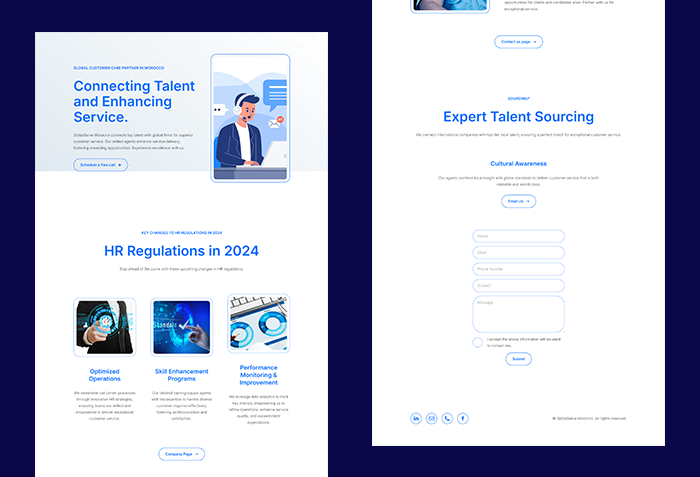 GLOBAL CUSTOMER CARE PARTNER IN MOROCCO
Connecting Talent
and Enhancing
Service.
GlobalServe Morocco connects top talent with global firms for superior
customer service. Our skilled agents enhance service delivery,
fostering rewarding opportunities. Experience excellence with us.
Schedule a free call
KEY CHANGES TO HR REGULATIONS IN 2024
HR Regulations in 2024
Stay ahead of the curve with these upcoming changes in HR regulations.
Standard
Optimized
Operations
We streamline call center processes
through innovative HR strategies,
ensuring teams are skilled and
empowered to deliver exceptional
customer service.
Skill Enhancement
Programs
Our tailored training equips agents
with the expertise to handle diverse
customer inquiries effectively,
fostering professionalism and
satisfaction.
Performance
Monitoring &
Improvement
We leverage data analytics to track
key metrics, empowering us to
refine operations, enhance service
quality, and exceed client
expectations.
Company Page
opportunities for clients and candidates alike. Partner with us for
exceptional service.
Contact us page
SOURCING?
Expert Talent Sourcing
We connect international companies with top-tier local talent, ensuring a perfect match for exceptional customer service.
Cultural Awareness
Our agents combine local insight with global standards to deliver customer service that is both
relatable and world-class.
Email Us
Name
Email
Phone Number
Subject
Message
I accept the above information will be used
to contact me.
Submit
© GlobalServe Morocco. All rights reserved.